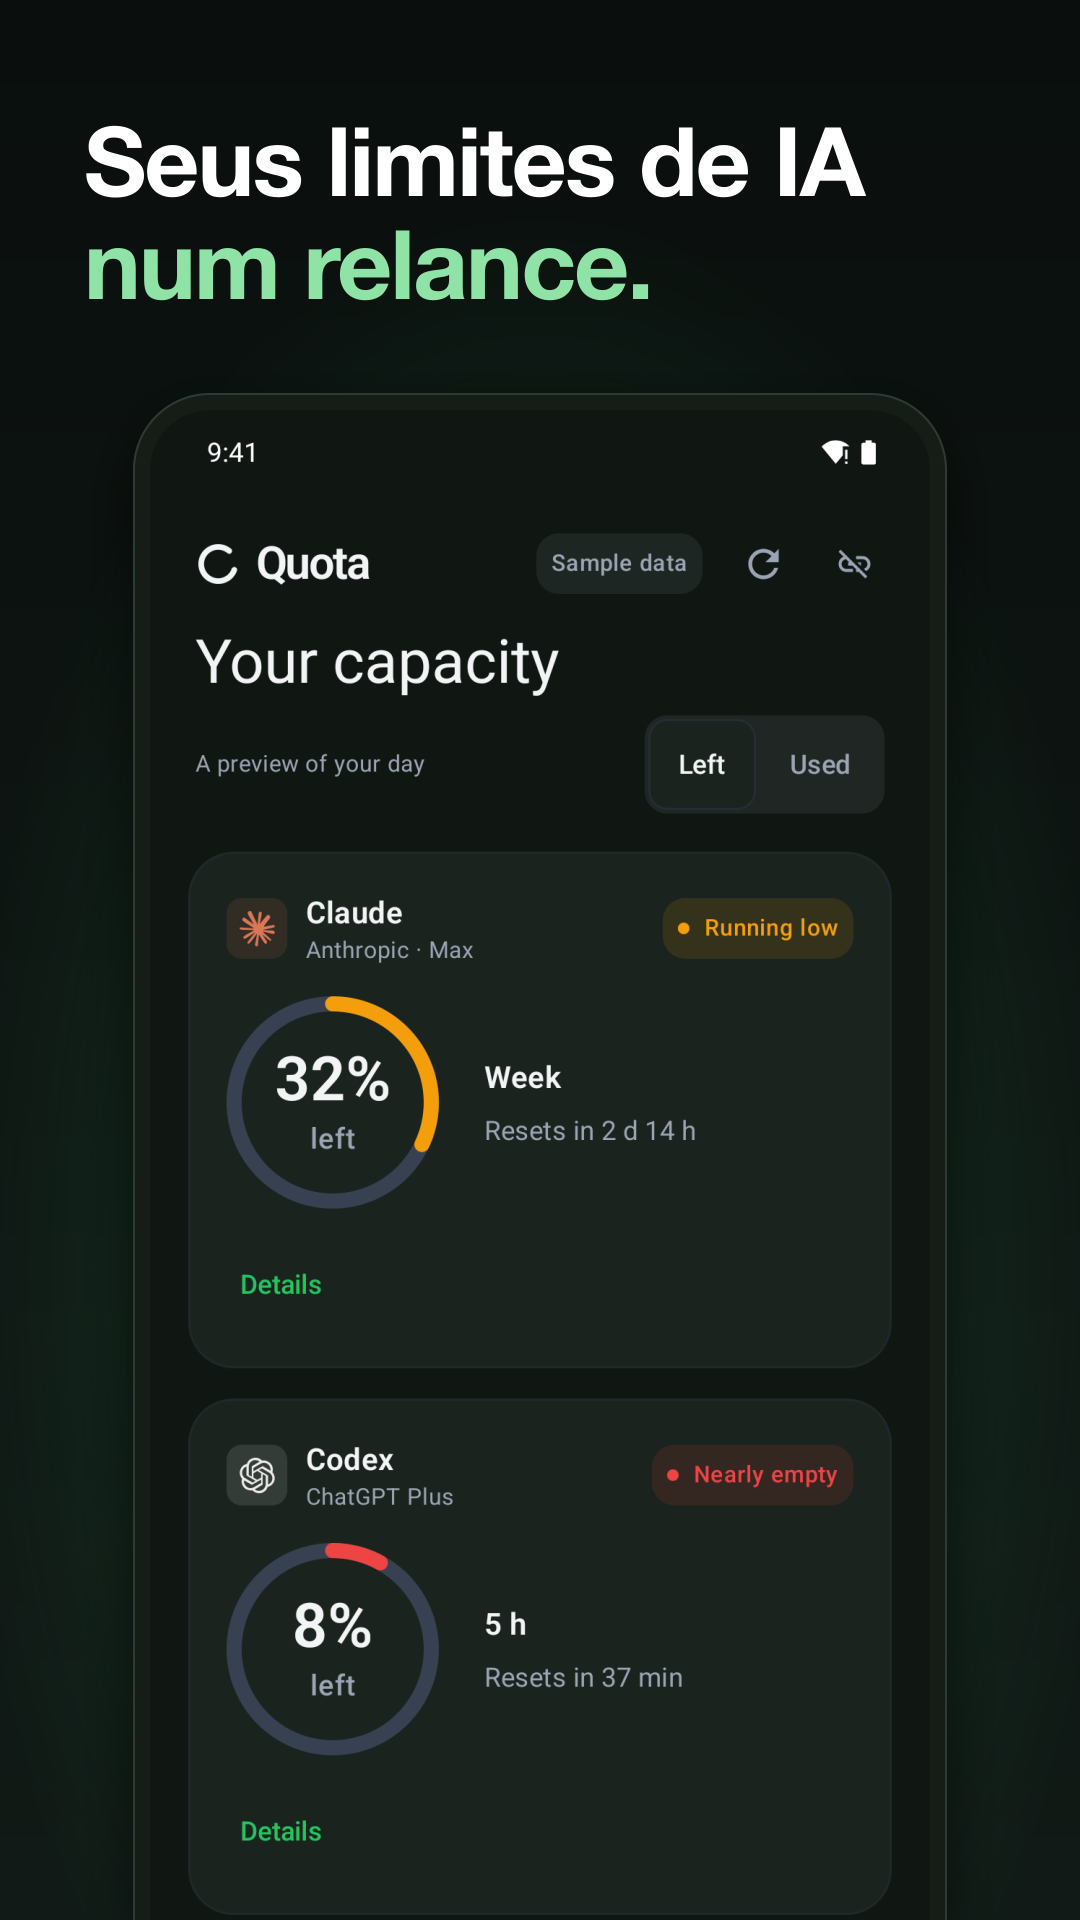 Seus limites de IA
num relance.
9:41
Quota
Sample data
Your capacity
A preview of your day
Left
Used
Claude
Anthropic · Max
Running low
32%
left
Week
Resets in 2 d 14 h
Details
Codex
ChatGPT Plus
Nearly empty
8%
left
5 h
Resets in 37 min
Details